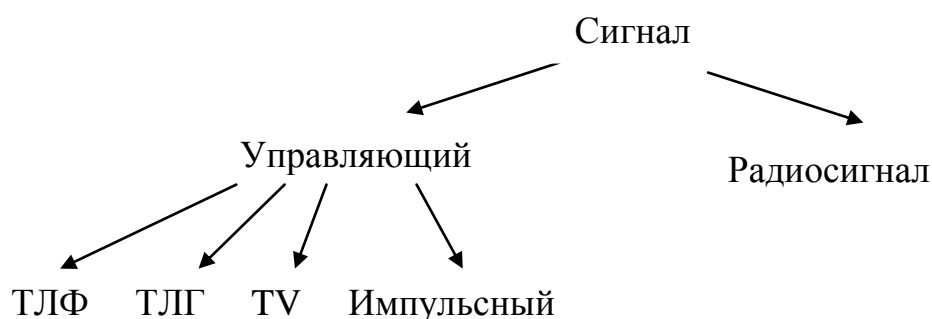 Сигнал
Управляющий
Радиосигнал
ТЛФ ТЛГ TV Импульсный